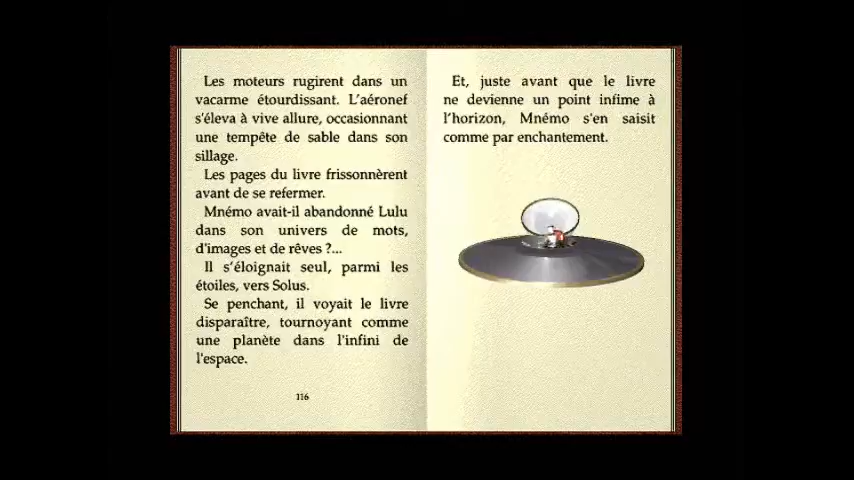 Les moteurs rugirent dans un
vacarme étourdissant. L'aéronef
s'éleva à vive allure, occasionnant
une tempête de sable dans son
sillage.
Les pages du livre frissonnèrent
avant de se refermer.
Mnémo avait-il abandonné Lulu
dans son univers de mots,
d'images et de rêves ?...
Il s'éloignait seul, parmi les
étoiles, vers Solus.
Se penchant, il voyait le livre
disparaître, tournoyant comme
une planète dans l'infini de
l'espace.
116
Et, juste avant que le livre
ne devienne un point infime à
l'horizon, Mnémo s'en saisit
comme par enchantement.